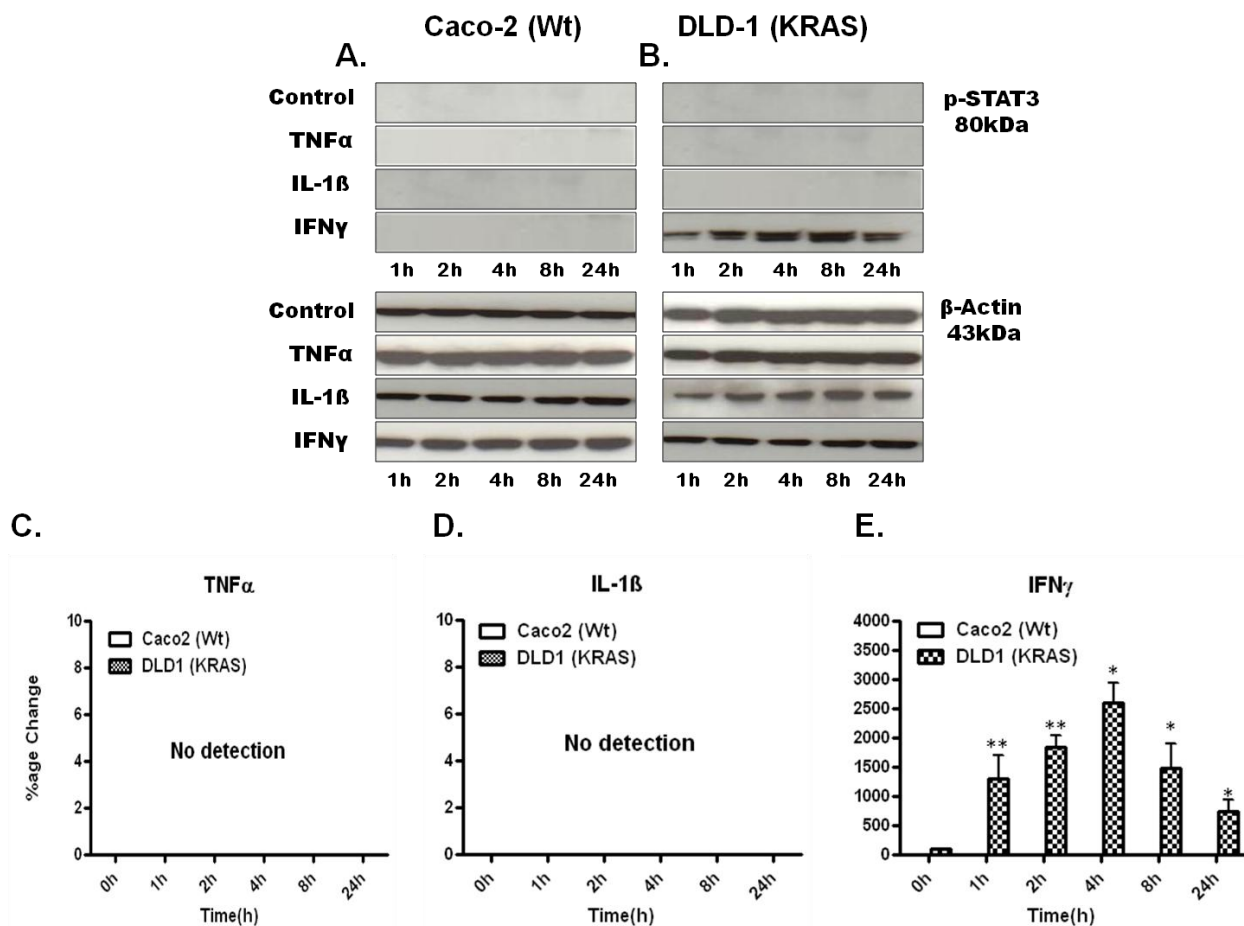 Caco-2 (Wt) DLD-1 (KRAS)
A. B.
Control
TNFα
IL-1ß
IFNγ
p-STAT3
80kDa
1h 2h 4h 8h 24h 1h 2h 4h 8h 24h
Control
TNFα
IL-1ß
IFNγ
β-Actin
43kDa
1h 2h 4h 8h 24h 1h 2h 4h 8h 24h
C.
TNFα
%age Change
10
8
6
4
2
0
Caco2 (Wt)
DLD1 (KRAS)
No detection
0h 1h 2h 4h 8h 24h
Time(h)
D.
IL-1ß
10
8
6
4
2
0
Caco2 (Wt)
DLD1 (KRAS)
No detection
0h 1h 2h 4h 8h 24h
Time(h)
E.
IFNγ
4000
3500
3000
2500
2000
1500
1000
500
0
Caco2 (Wt)
DLD1 (KRAS)
** ** * * *
0h 1h 2h 4h 8h 24h
Time(h)